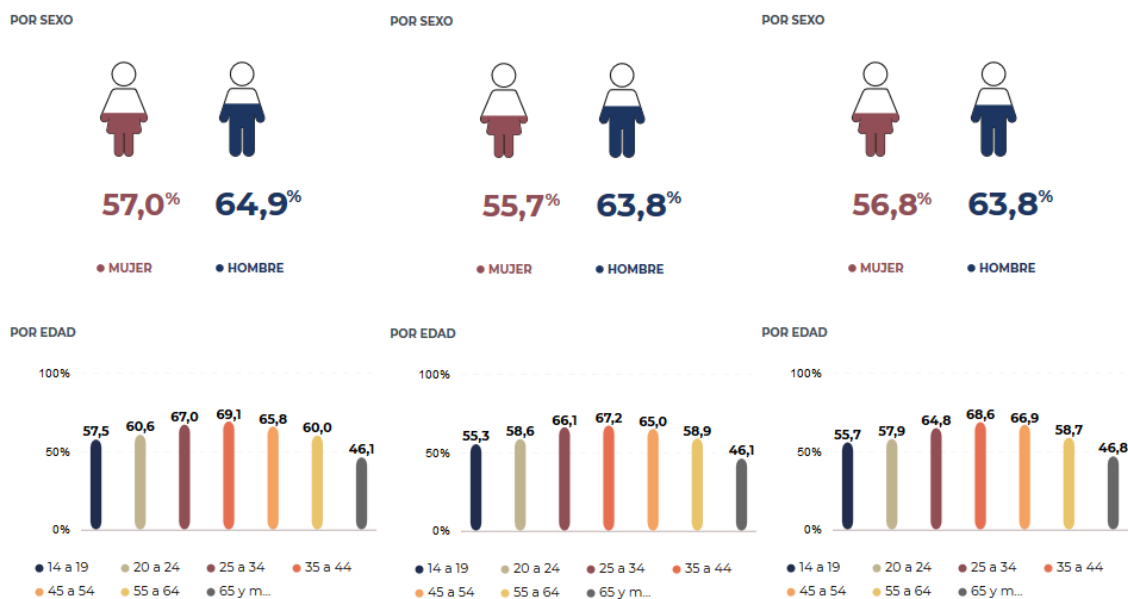 POR SEXO
57,0%
64,9%
MUJER
HOMBRE
POR EDAD
100%
50%
0%
57,5
60,6
67,0
69,1
65,8
60,0
46,1
14 a 19
20 a 24
25 a 34
35 a 44
45 a 54
55 a 64
65 y m...
POR SEXO
55,7%
63,8%
MUJER
HOMBRE
POR EDAD
100%
50%
0%
55,3
58,6
66,1
67,2
65,0
58,9
46,1
14 a 19
20 a 24
25 a 34
35 a 44
45 a 54
55 a 64
65 y m...
POR SEXO
56,8%
63,8%
MUJER
HOMBRE
POR EDAD
100%
50%
0%
55,7
57,9
64,8
68,6
66,9
58,7
46,8
14 a 19
20 a 24
25 a 34
35 a 44
45 a 54
55 a 64
65 y m...